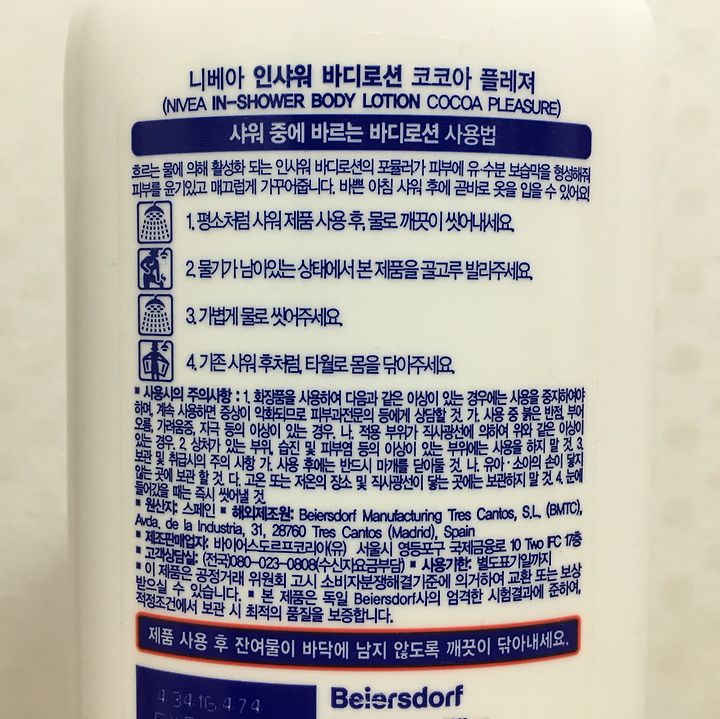 니베아 인샤워 바디로션 코코아 플레져
(NIVEA IN-SHOWER BODY LOTION COCOA PLEASURE)
샤워 중에 바르는 바디로션 사용법
흐르는 물에 의해 활성화 되는 인샤워 바디로션의 포뮬러가 피부에 유·수분 보습막을 형성해줘
피부를 윤기있고 매끄럽게 가꾸어줍니다. 바쁜 아침 샤워 후에 곧바로 옷을 입을 수 있어요!
1. 평소처럼 샤워 제품 사용 후, 물로 깨끗이 씻어내세요.
2. 물기가 남아있는 상태에서 본 제품을 골고루 발라주세요.
3. 가볍게 물로 씻어주세요.
4. 기존 샤워 후처럼, 타월로 몸을 닦아주세요.
■ 사용시의 주의사항 : 1. 화장품을 사용하여 다음과 같은 이상이 있는 경우에는 사용을 중지하여야
하며, 계속 사용하면 증상이 악화되므로 피부과전문의 등에게 상담할 것. 가. 사용 중 붉은 반점, 부어
오름, 가려움증, 자극 등의 이상이 있는 경우. 나. 적용 부위가 직사광선에 의하여 위와 같은 이상이
있는 경우. 2. 상처가 있는 부위, 습진 및 피부염 등의 이상이 있는 부위에는 사용을 하지 말 것. 3.
보관 및 취급시의 주의 사항 가. 사용 후에는 반드시 마개를 닫아둘 것. 나. 유아·소아의 손이 닿지
않는 곳에 보관 할 것. 다. 고온 또는 저온의 장소 및 직사광선이 닿는 곳에는 보관하지 말 것. 4. 눈에
들어갔을 때는 즉시 씻어낼 것.
■ 원산지: 스페인 ■ 해외제조원: Beiersdorf Manufacturing Tres Cantos, S.L. (BMTC),
Avda. de la Industria, 31, 28760 Tres Cantos (Madrid), Spain
■ 제조판매업자: 바이어스도르프코리아(유) 서울시 영등포구 국제금융로 10 Two IFC 17층
■ 고객상담실: (전국)080-023-0808(수신자요금부담) ■ 사용기한: 별도표기일까지
■ 이 제품은 공정거래 위원회 고시 소비자분쟁해결기준에 의거하여 교환 또는 보상
받으실 수 있습니다. ■ 본 제품은 독일 Beiersdorf사의 엄격한 시험결과에 준하여,
적정조건에서 보관 시 최적의 품질을 보증합니다.
제품 사용 후 잔여물이 바닥에 남지 않도록 깨끗이 닦아내세요.
43416474
Beiersdorf